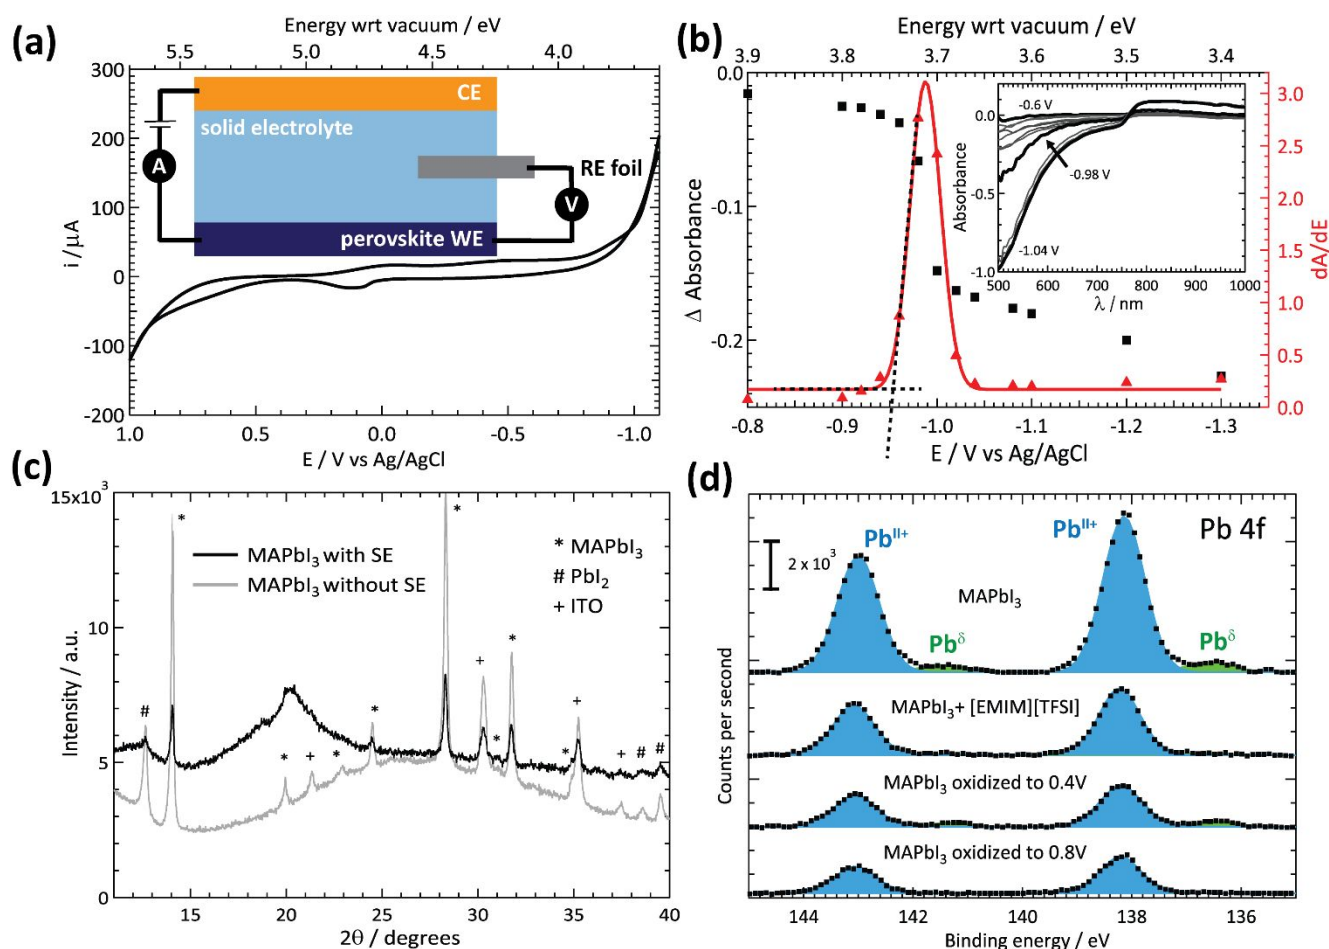 (a)
Energy wrt vacuum / eV
5.5 5.0 4.5 4.0
300
200
100
0
-100
-200
i /µA
CE
solid electrolyte
A
RE foil
V
perovskite WE
1.0 0.5 0.0 -0.5 -1.0
E / V vs Ag/AgCl
(b)
Energy wrt vacuum / eV
3.9 3.8 3.7 3.6 3.5 3.4
0.0
-0.1
-0.2
Δ Absorbance
3.0
2.5
2.0
1.5
1.0
0.5
0.0
dA/dE
-0.6 V
-0.98 V
-1.04 V
0.0
-0.5
-1.0
Absorbance
500 600 700 800 900 1000
λ / nm
-0.8 -0.9 -1.0 -1.1 -1.2 -1.3
E / V vs Ag/AgCl
(c)
15x10³
10
5
0
Intensity / a.u.
MAPbI₃ with SE
MAPbI₃ without SE
* MAPbI₃
# PbI₂
+ ITO
# * * + * * * + * * * + + # #
20 25 30 35 40
2θ / degrees
(d)
Pb 4f
2 x 10³
Pbᴵᴵ⁺
Pbᴵᴵ⁺
MAPbI₃
Pbᵟ
Pbᵟ
MAPbI₃+ [EMIM][TFSI]
MAPbI₃ oxidized to 0.4V
MAPbI₃ oxidized to 0.8V
Counts per second
144 142 140 138 136
Binding energy / eV